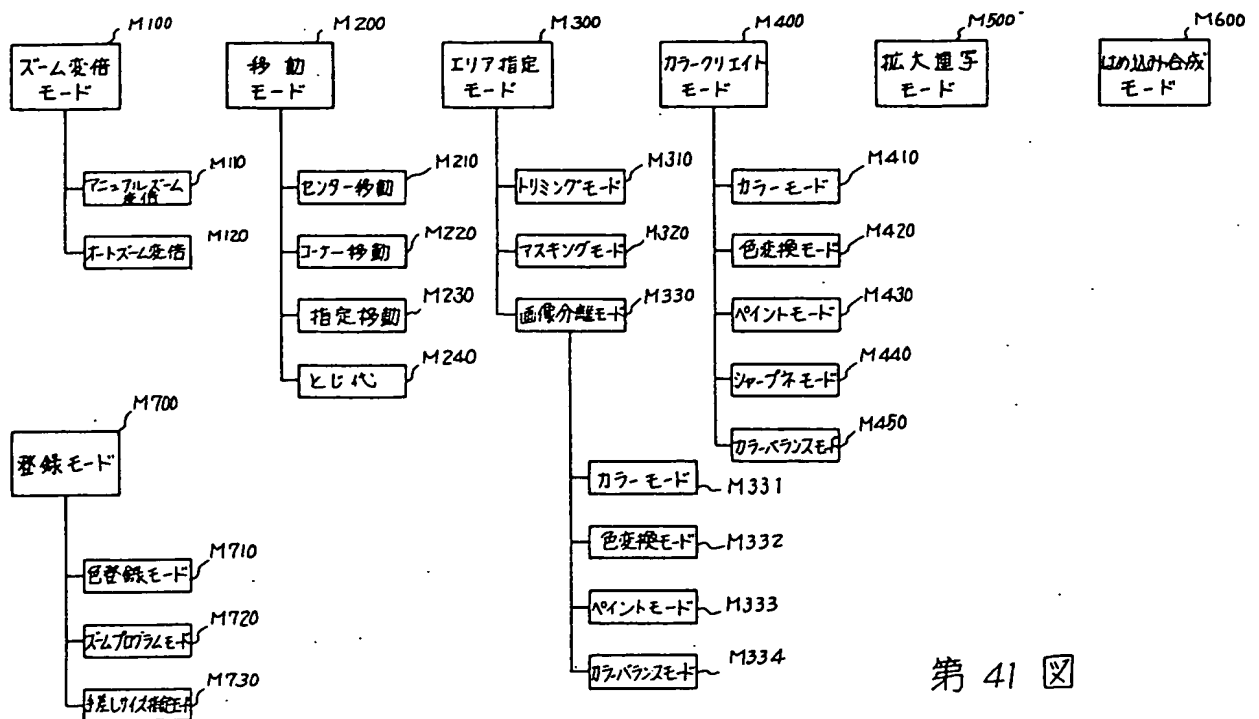 M100
ズーム変倍
モード
M110
マニュアルズーム
変倍
M120
オートズーム変倍
M200
移動
モード
M210
センター移動
M220
コーナー移動
M230
指定移動
M240
とじ代
M300
エリア指定
モード
M310
トリミングモード
M320
マスキングモード
M330
画像分離モード
カラーモード
M331
色変換モード
M332
ペイントモード
M333
カラーバランスモード
M334
M400
カラークリエイト
モード
M410
カラーモード
M420
色変換モード
M430
ペイントモード
M440
シャープネモード
M450
カラーバランスモード
M500
拡大連写
モード
M600
はめ込み合成
モード
M700
登録モード
M710
色登録モード
M720
ズームプログラムモード
M730
手差しサイズ指定モード
第 41 図